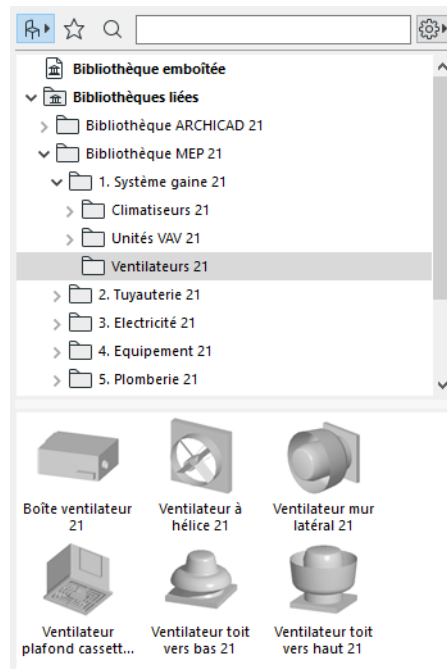 Bibliothèque emboîtée
Bibliothèques liées
Bibliothèque ARCHICAD 21
Bibliothèque MEP 21
1. Système gaine 21
Climatiseurs 21
Unités VAV 21
Ventilateurs 21
2. Tuyauterie 21
3. Electricité 21
4. Equipement 21
5. Plomberie 21
Boîte ventilateur
21
Ventilateur à
hélice 21
Ventilateur mur
latéral 21
Ventilateur
plafond cassett...
Ventilateur toit
vers bas 21
Ventilateur toit
vers haut 21